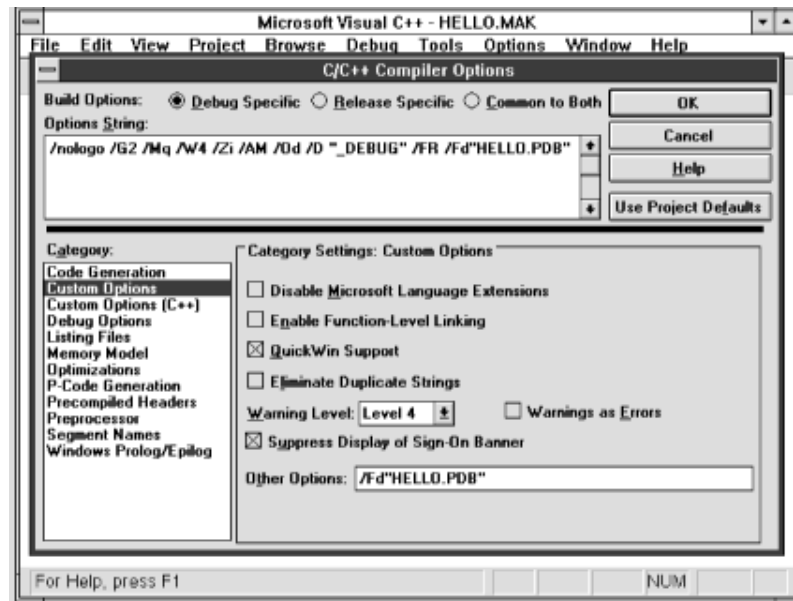 Microsoft Visual C++ - HELLO.MAK
File Edit View Project Browse Debug Tools Options Window Help
C/C++ Compiler Options
Build Options: Debug Specific Release Specific Common to Both
OK
Options String:
/nologo /G2 /Mq /W4 /Zi /AM /Od /D "_DEBUG" /FR /Fd"HELLO.PDB"
Cancel
Help
Use Project Defaults
Category:
Code Generation
Custom Options
Custom Options (C++)
Debug Options
Listing Files
Memory Model
Optimizations
P-Code Generation
Precompiled Headers
Preprocessor
Segment Names
Windows Prolog/Epilog
Category Settings: Custom Options
Disable Microsoft Language Extensions
Enable Function-Level Linking
QuickWin Support
Eliminate Duplicate Strings
Warning Level: Level 4 Warnings as Errors
Suppress Display of Sign-On Banner
Other Options: /Fd"HELLO.PDB"
For Help, press F1
NUM